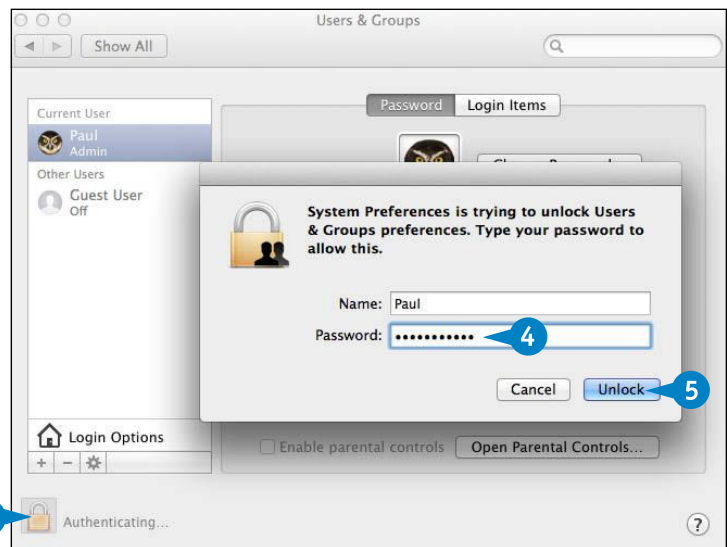 Users & Groups
Show All
Current User
Paul
Admin
Other Users
Guest User
Off
Login Options
+ −
Password
Login Items
System Preferences is trying to unlock Users
& Groups preferences. Type your password to
allow this.
Name: Paul
Password: •••••••••••
4
Cancel
Unlock
5
Enable parental controls
Open Parental Controls...
Authenticating...
?